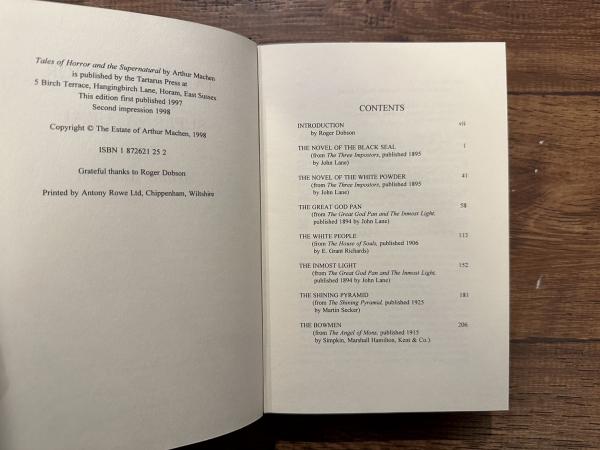 Tales of Horror and the Supernatural by Arthur Machen
is published by the Tartarus Press at
5 Birch Terrace, Hangingbirch Lane, Horam, East Sussex
This edition first published 1997
Second impression 1998
Copyright © The Estate of Arthur Machen, 1998
ISBN 1 872621 25 2
Grateful thanks to Roger Dobson
Printed by Antony Rowe Ltd, Chippenham, Wiltshire
CONTENTS
INTRODUCTION vii
by Roger Dobson
THE NOVEL OF THE BLACK SEAL 1
(from The Three Impostors, published 1895
by John Lane)
THE NOVEL OF THE WHITE POWDER 41
(from The Three Impostors, published 1895
by John Lane)
THE GREAT GOD PAN 58
(from The Great God Pan and The Inmost Light,
published 1894 by John Lane)
THE WHITE PEOPLE 113
(from The House of Souls, published 1906
by E. Grant Richards)
THE INMOST LIGHT 152
(from The Great God Pan and The Inmost Light,
published 1894 by John Lane)
THE SHINING PYRAMID 181
(from The Shining Pyramid, published 1925
by Martin Secker)
THE BOWMEN 206
(from The Angel of Mons, published 1915
by Simpkin, Marshall Hamilton, Kent & Co.)